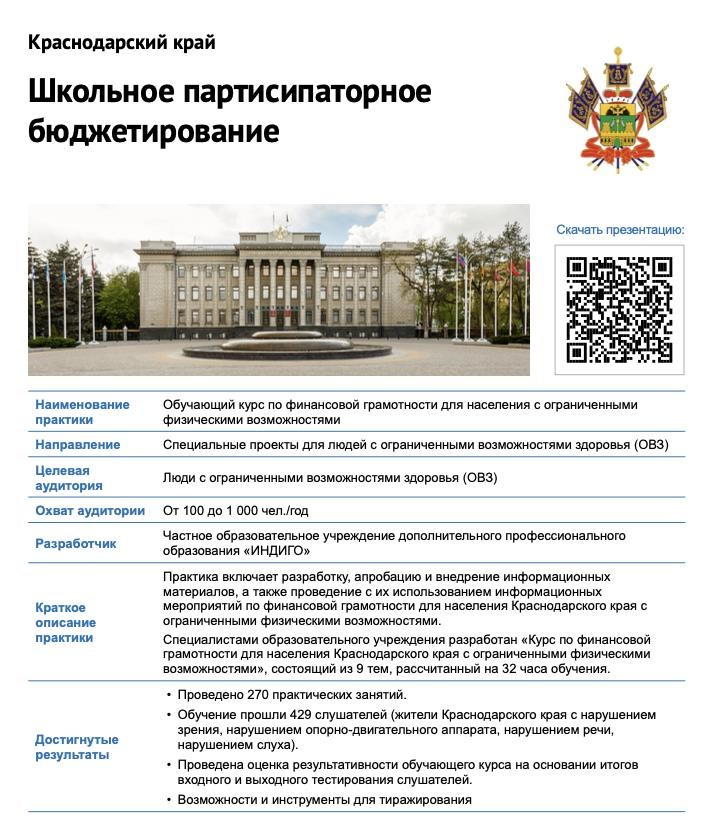 Краснодарский край
Школьное партисипаторное
бюджетирование
Скачать презентацию:
Наименование
практики
Обучающий курс по финансовой грамотности для населения с ограниченными
физическими возможностями
Направление
Специальные проекты для людей с ограниченными возможностями здоровья (ОВЗ)
Целевая
аудитория
Люди с ограниченными возможностями здоровья (ОВЗ)
Охват аудитории
От 100 до 1 000 чел./год
Разработчик
Частное образовательное учреждение дополнительного профессионального
образования «ИНДИГО»
Краткое
описание
практики
Практика включает разработку, апробацию и внедрение информационных
материалов, а также проведение с их использованием информационных
мероприятий по финансовой грамотности для населения Краснодарского края с
ограниченными физическими возможностями.
Специалистами образовательного учреждения разработан «Курс по финансовой
грамотности для населения Краснодарского края с ограниченными физическими
возможностями», состоящий из 9 тем, рассчитанный на 32 часа обучения.
Достигнутые
результаты
• Проведено 270 практических занятий.
• Обучение прошли 429 слушателей (жители Краснодарского края с нарушением
зрения, нарушением опорно-двигательного аппарата, нарушением речи,
нарушением слуха).
• Проведена оценка результативности обучающего курса на основании итогов
входного и выходного тестирования слушателей.
• Возможности и инструменты для тиражирования